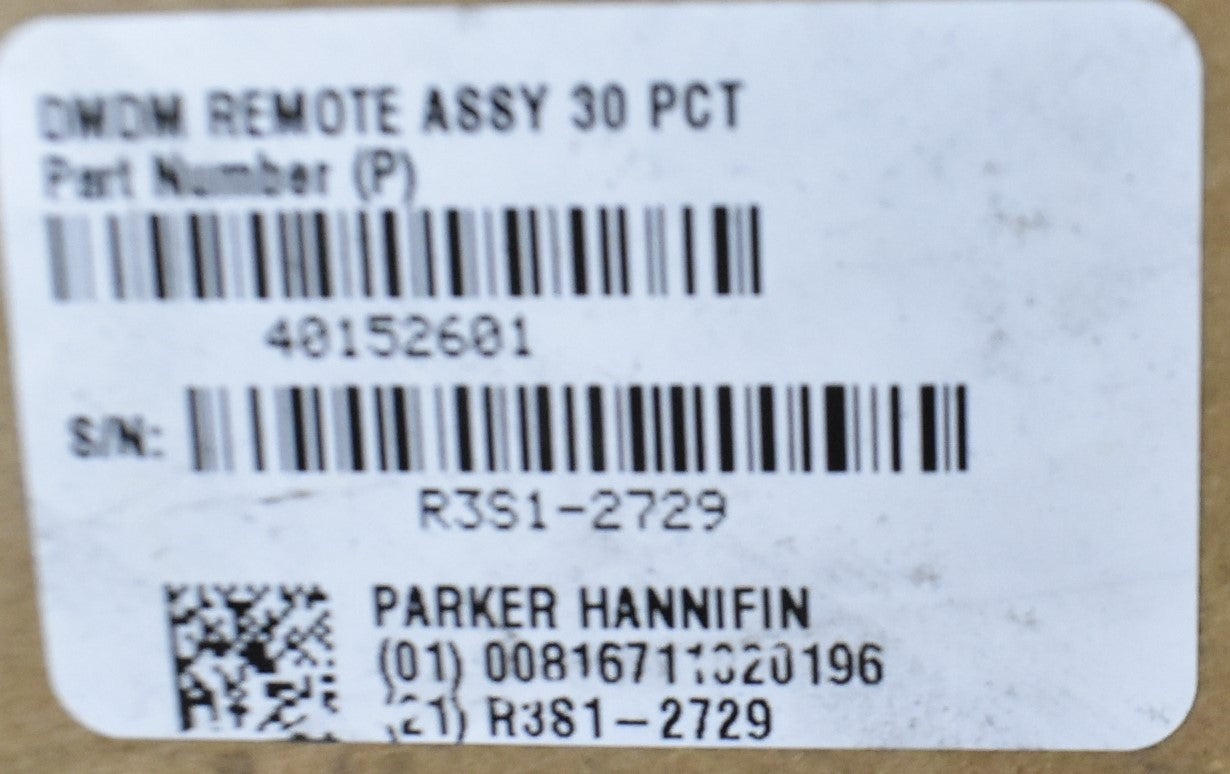 DMDM REMOTE ASSY 30 PCT
Part Number (P)
40152601
S/N:
R3S1-2729
PARKER HANNIFIN
(01) 00816711020196
(21) R3S1-2729